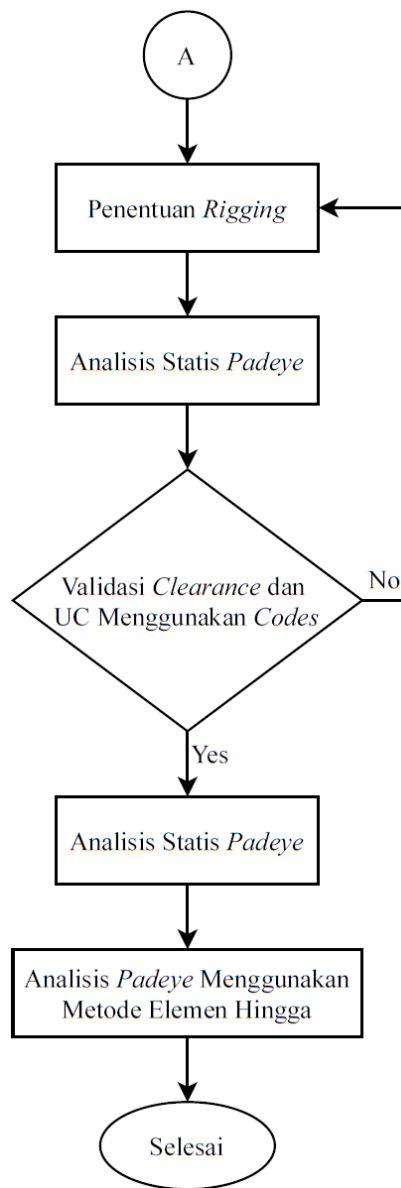 A
Penentuan Rigging
Analisis Statis Padeye
Validasi Clearance dan
UC Menggunakan Codes
No
Yes
Analisis Statis Padeye
Analisis Padeye Menggunakan
Metode Elemen Hingga
Selesai